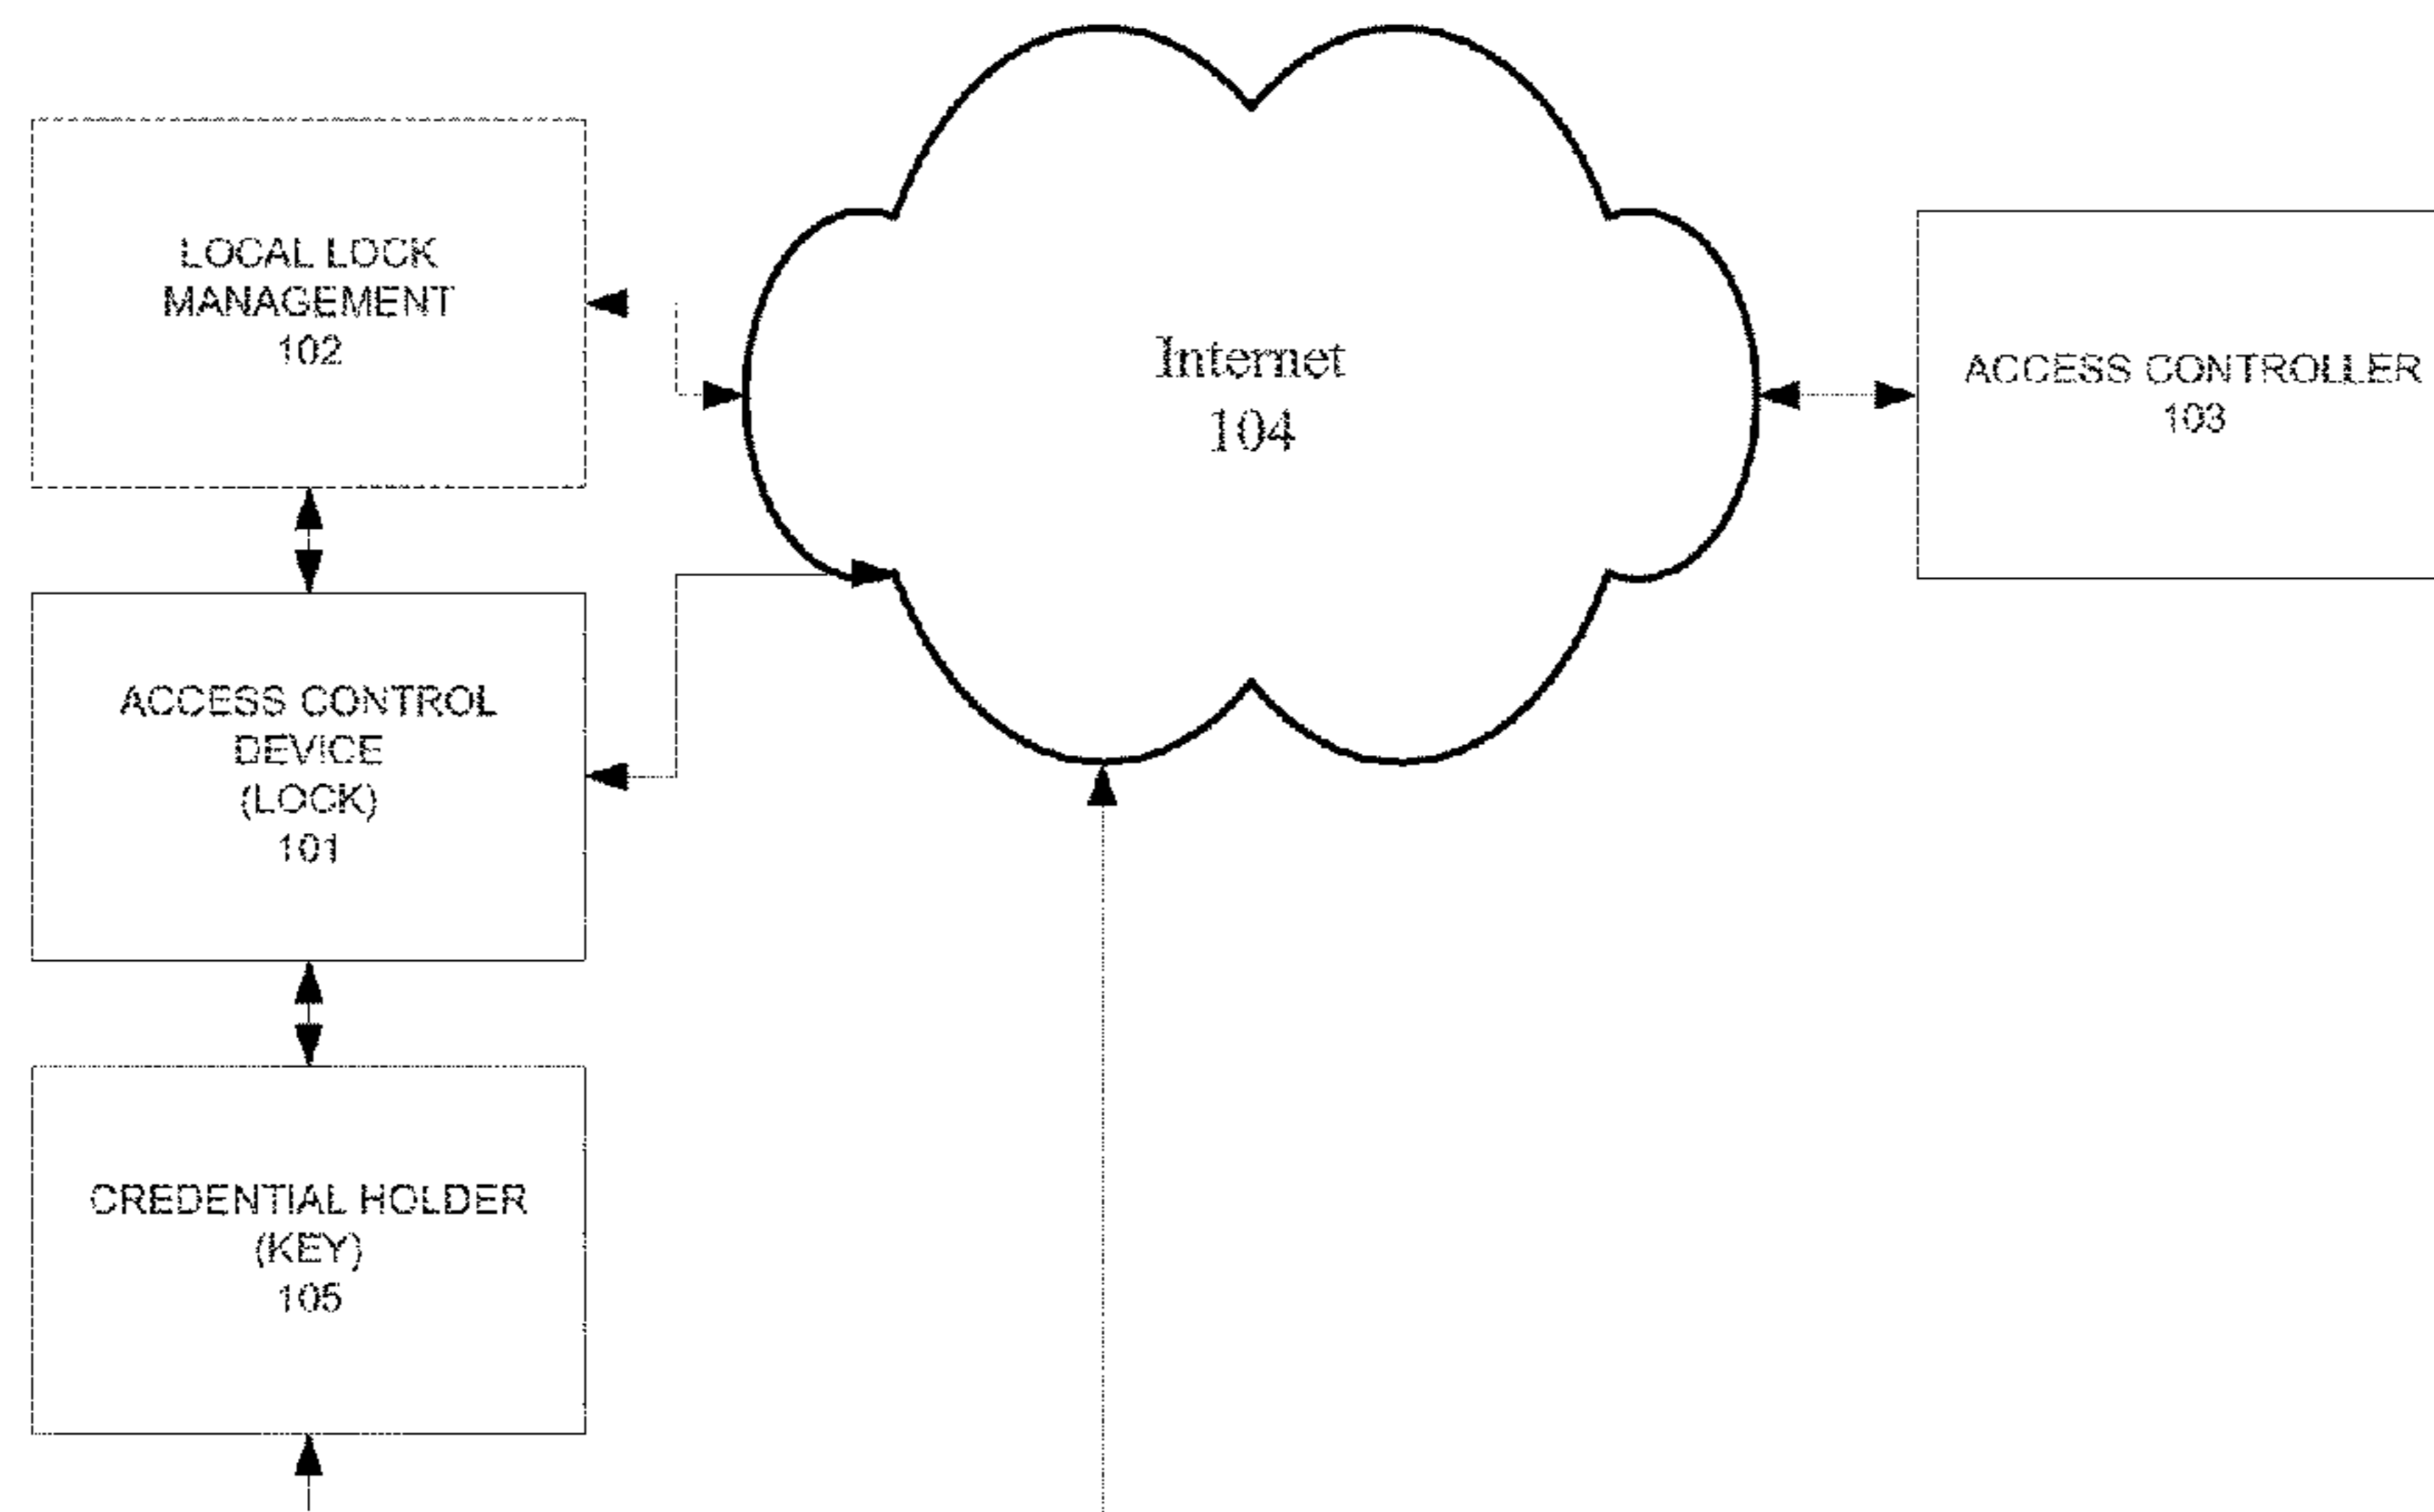 LOCAL LOCK
MANAGEMENT
102
Internet
104
ACCESS CONTROLLER
103
ACCESS CONTROL
DEVICE
(LOCK)
101
CREDENTIAL HOLDER
(KEY)
105